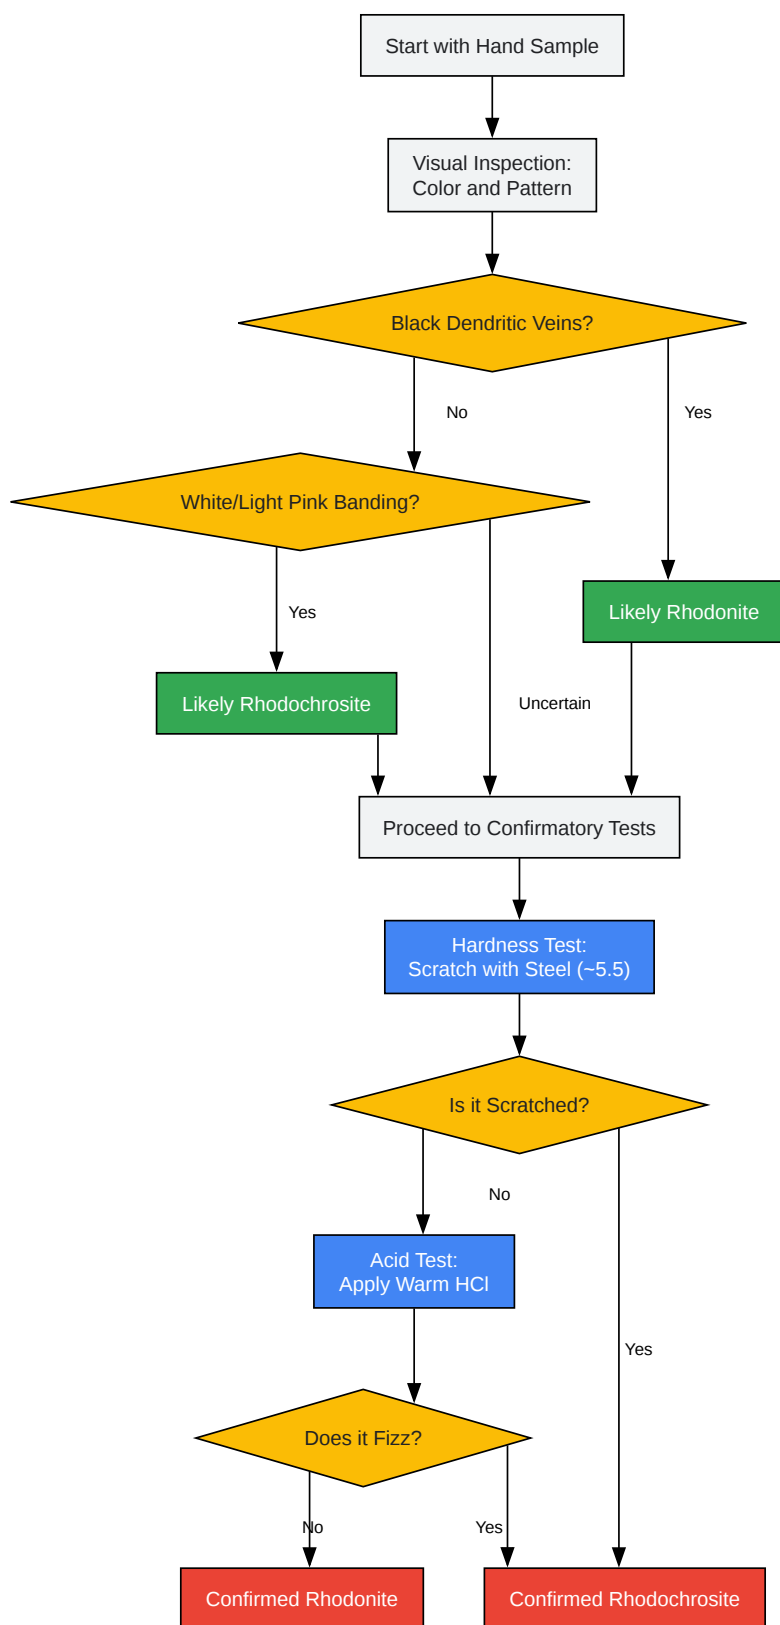 Start with Hand Sample
Visual Inspection:
Color and Pattern
Black Dendritic Veins?
No
Yes
White/Light Pink Banding?
Yes
Likely Rhodonite
Likely Rhodochrosite
Uncertain
Proceed to Confirmatory Tests
Hardness Test:
Scratch with Steel (~5.5)
Is it Scratched?
No
Acid Test:
Apply Warm HCl
Yes
Does it Fizz?
No
Yes
Confirmed Rhodonite
Confirmed Rhodochrosite